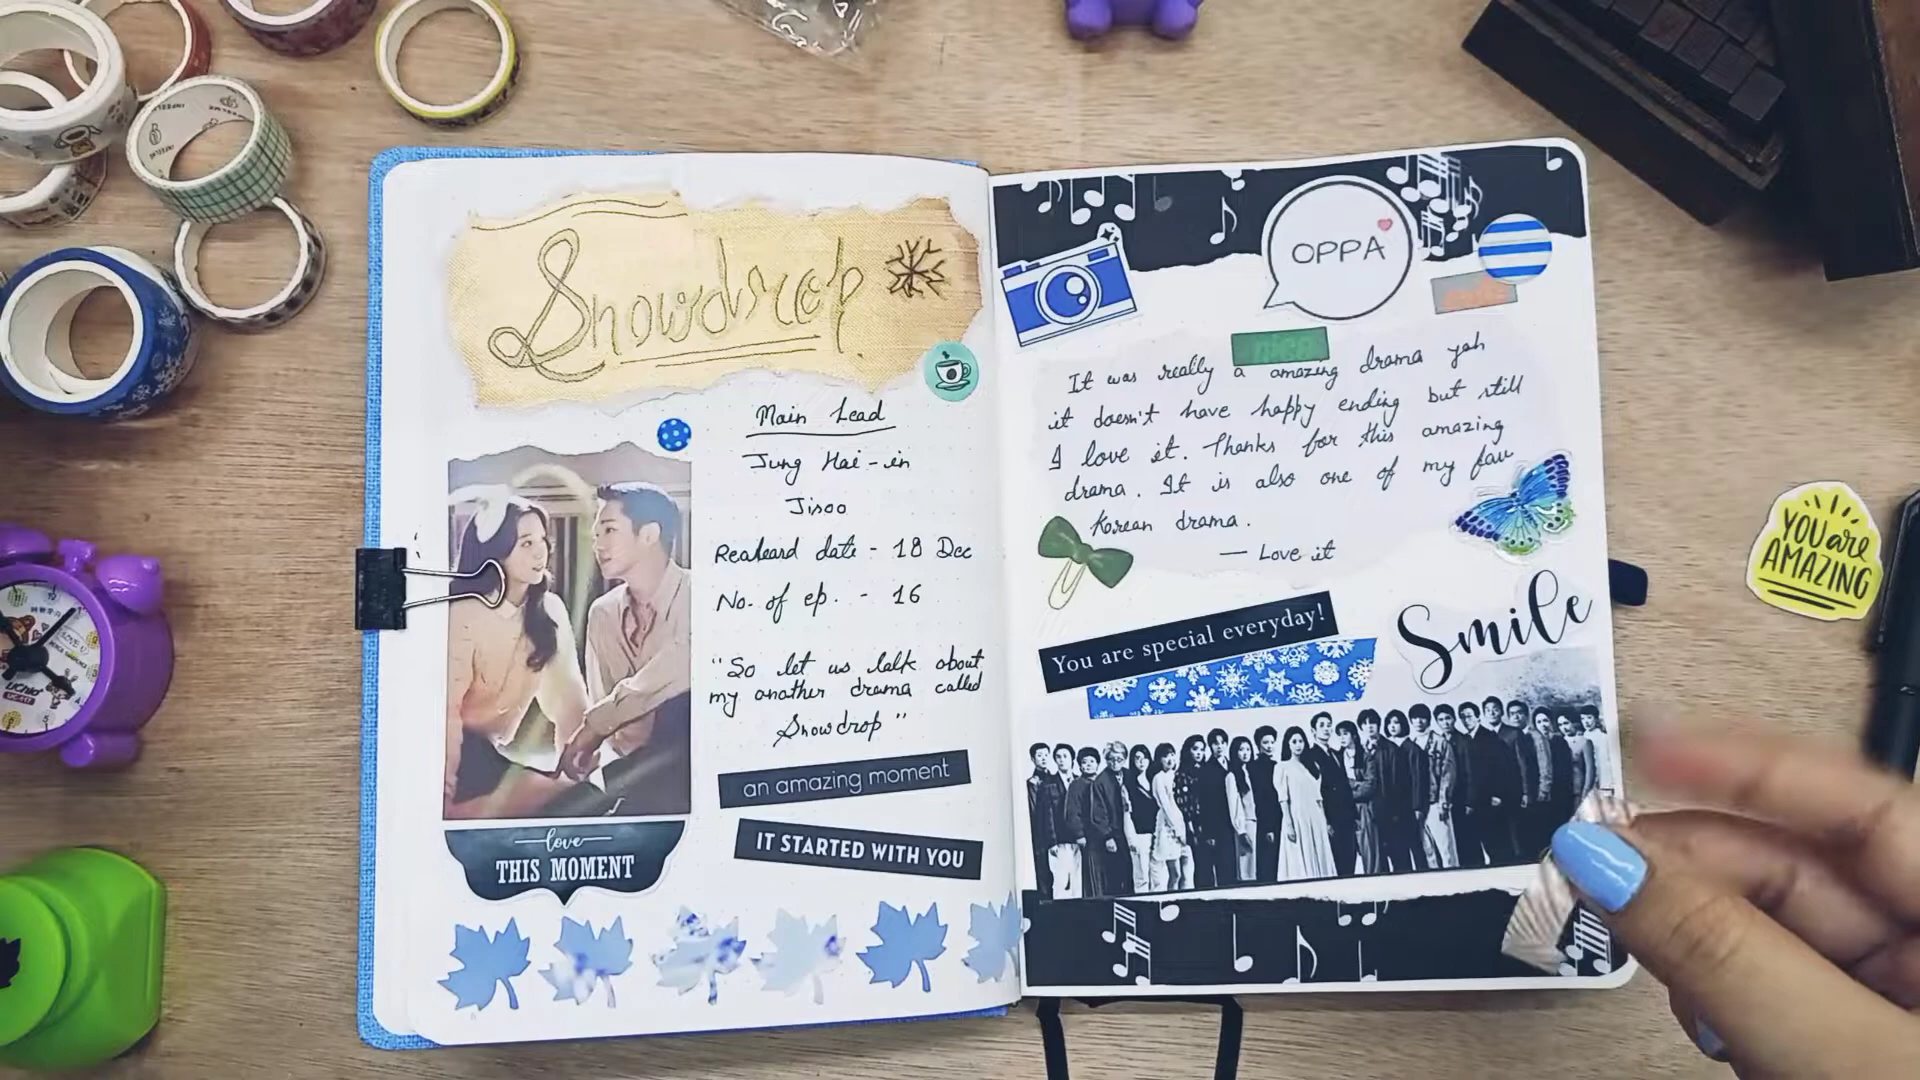 Snowdrop
Main Lead
Jung Hai-in
Jisoo
Realeard date - 18 Dec
No. of ep. - 16
"So let us talk about
my another drama called
Snowdrop"
an amazing moment
IT STARTED WITH YOU
love
THIS MOMENT
OPPA
nice
It was really a amazing drama yah
it doesn't have happy ending but still
I love it. Thanks for this amazing
drama. It is also one of my fav
Korean drama.
— Love it
You are special everyday!
Smile
YOU are
AMAZING